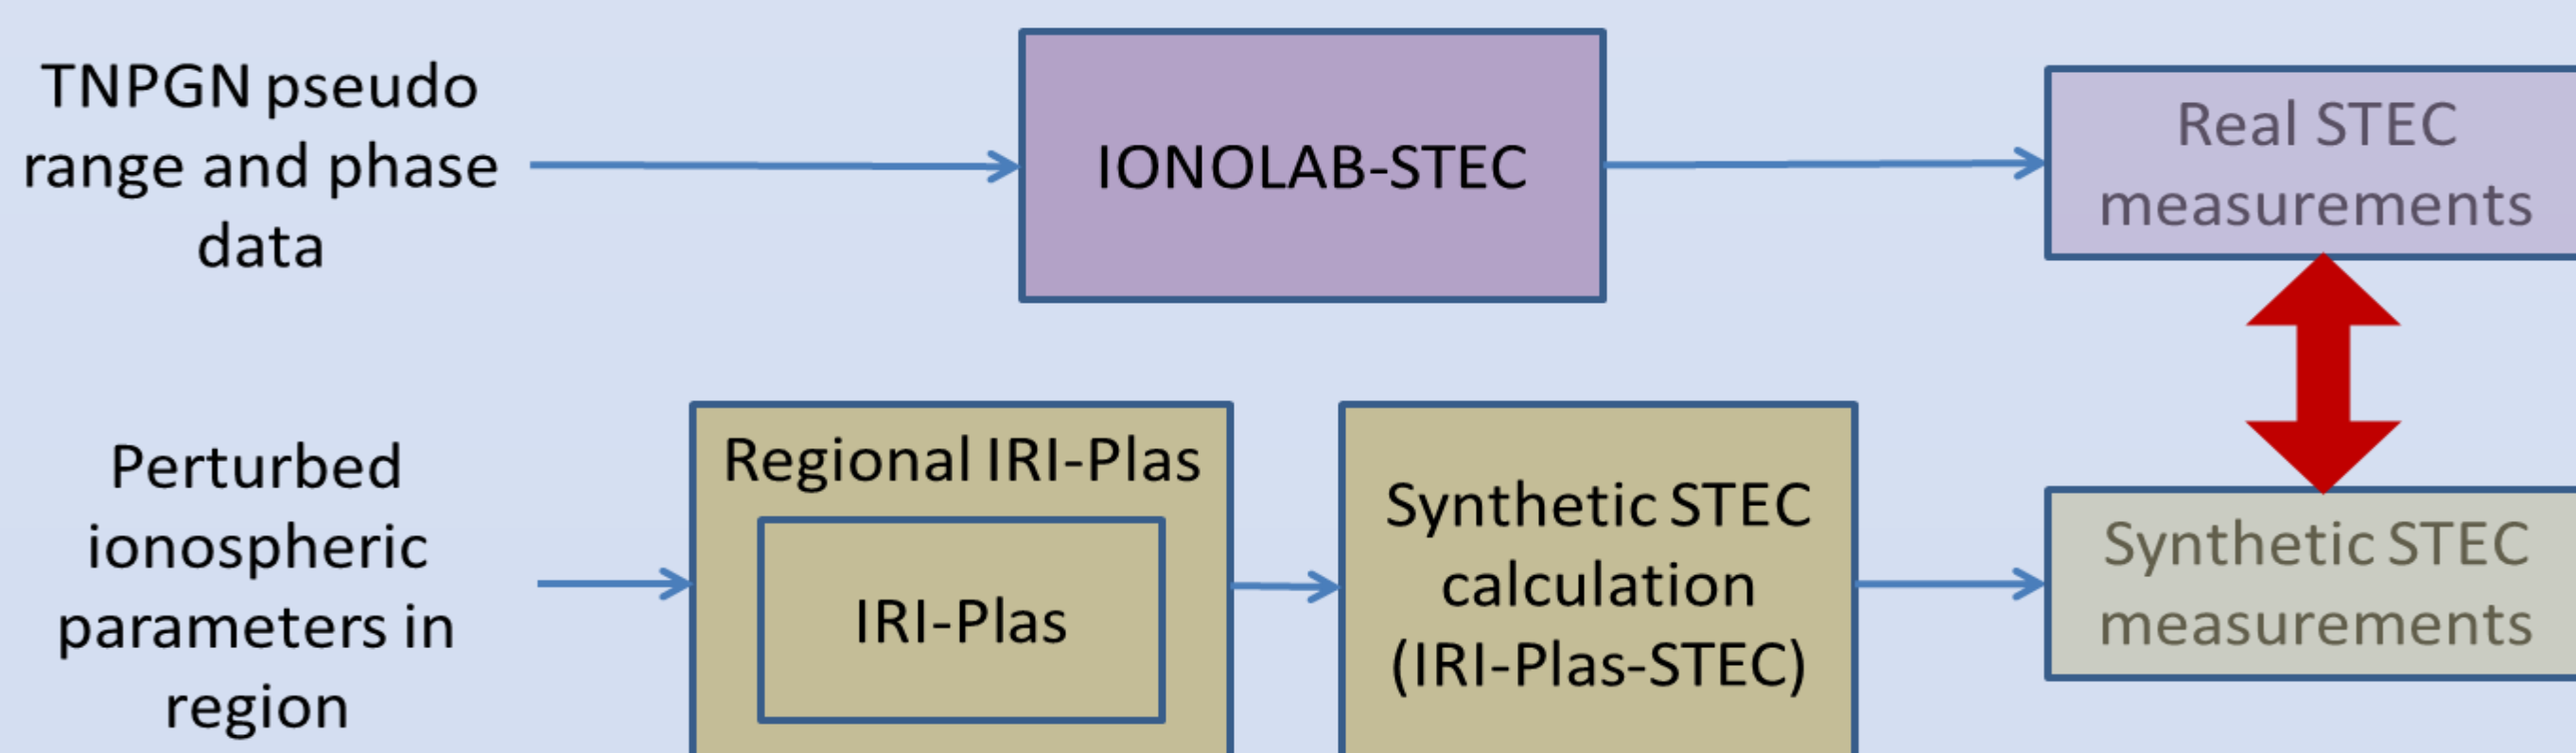 TNPGN pseudo
range and phase
data
IONOLAB-STEC
Real STEC
measurements
Perturbed
ionospheric
parameters in
region
Regional IRI-Plas
IRI-Plas
Synthetic STEC
calculation
(IRI-Plas-STEC)
Synthetic STEC
measurements